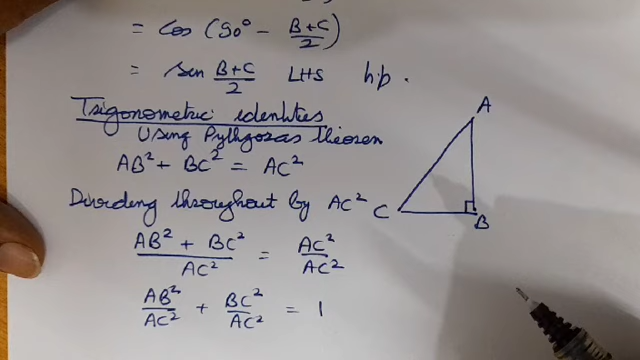 = cos (90° - B+C/2)
= sin B+C/2 LHS h.p.
Trigonometric identities
Using Pythgoras theorem
AB² + BC² = AC²
Dividing throughout by AC²
A
C
B
AB² + BC²/AC² = AC²/AC²
AB²/AC² + BC²/AC² = 1